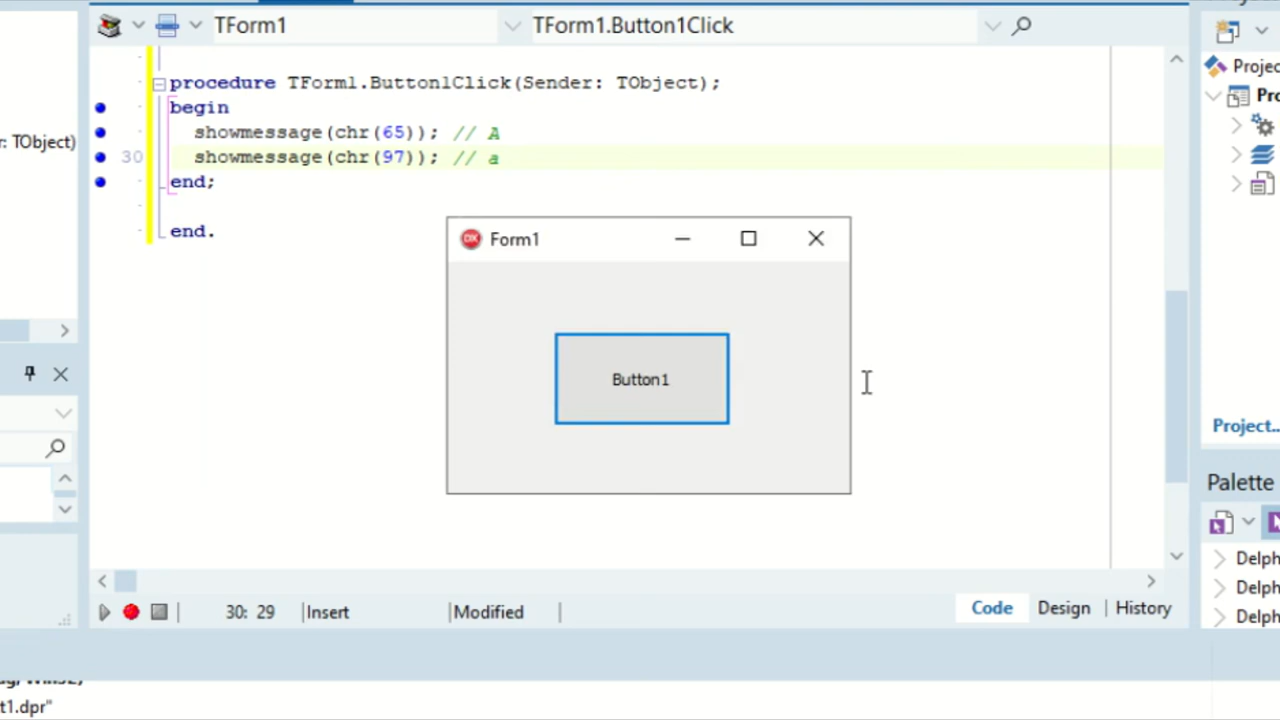 TForm1
TForm1.Button1Click
Projec
r: TObject)
Pro
procedure TForm1.Button1Click(Sender: TObject);
begin
showmessage(chr(65)); // A
30 showmessage(chr(97)); // a
end;
end.
DX Form1
Button1
Project...
Palette
Delph
Delph
Delph
30: 29 Insert Modified
Code Design History
t1.dpr"